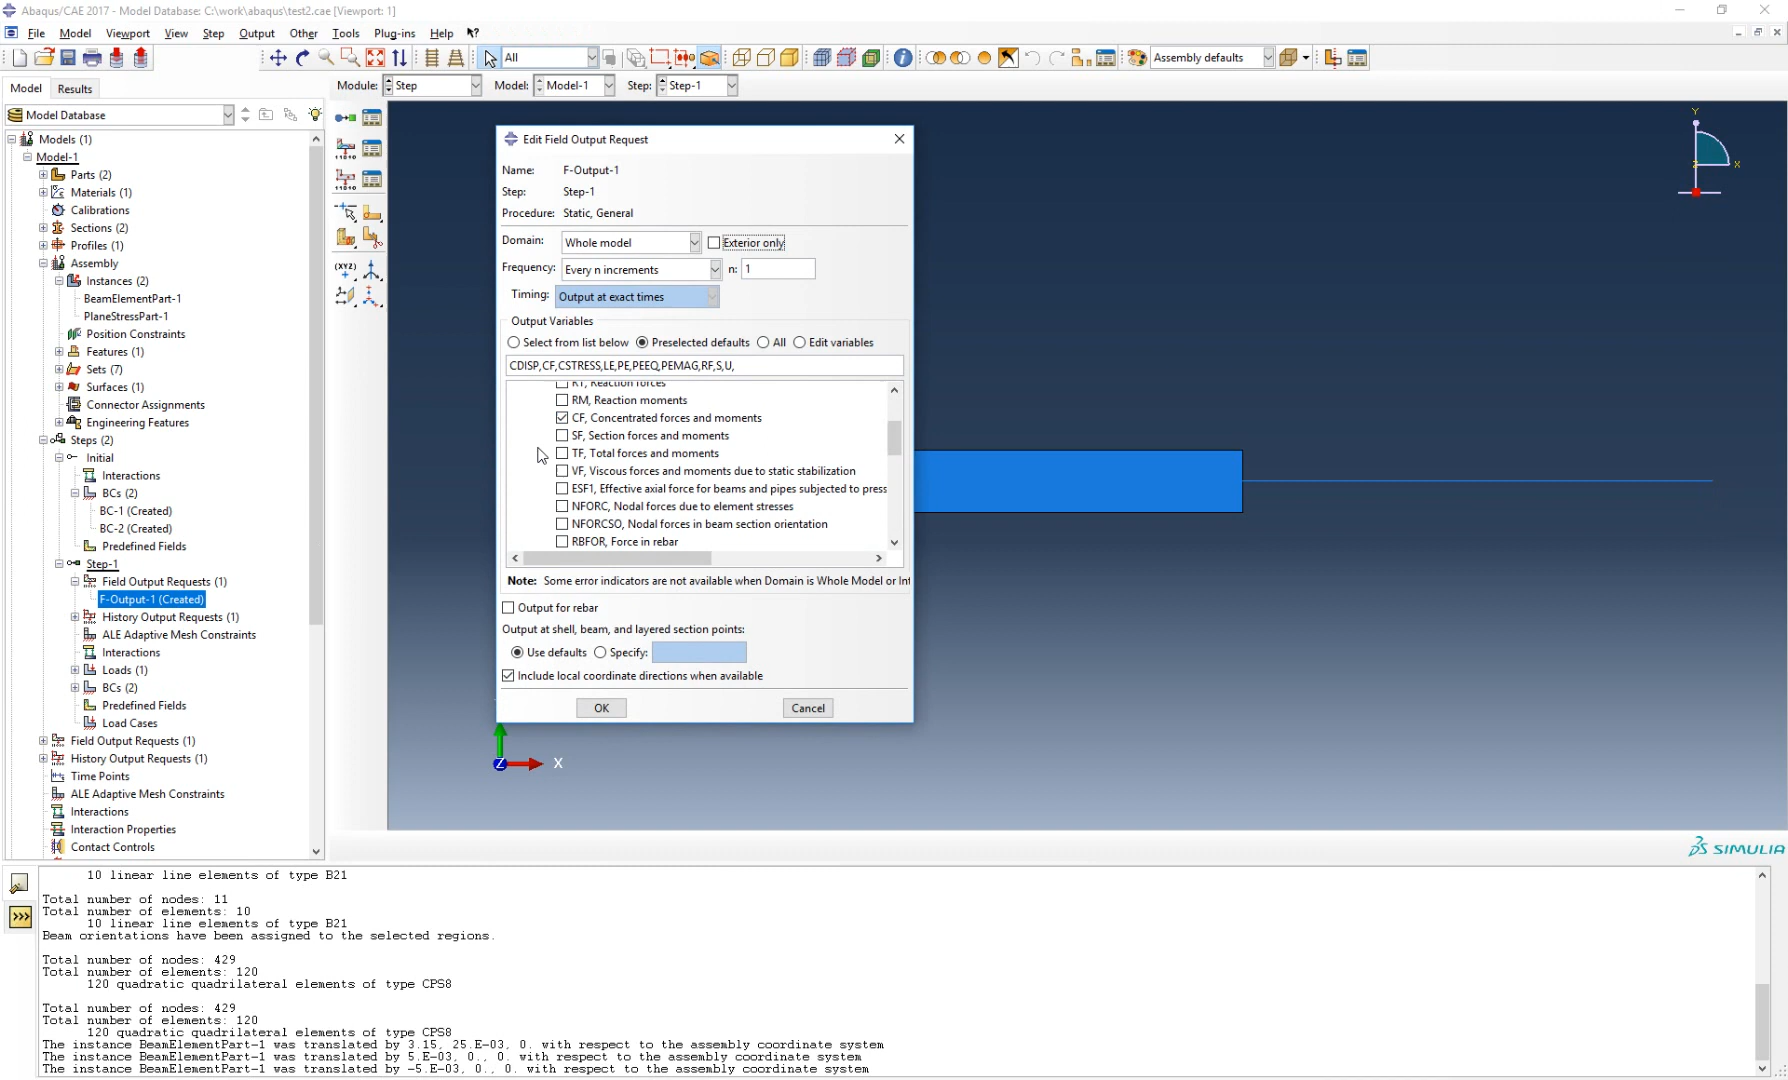 Abaqus/CAE 2017 - Model Database: C:\work\abaqus\test2.cae [Viewport: 1]
File Model Viewport View Step Output Other Tools Plug-ins Help
All
Assembly defaults
Model Results
Module: Step Model: Model-1 Step: Step-1
Model Database
Models (1)
Model-1
Parts (2)
Materials (1)
Calibrations
Sections (2)
Profiles (1)
Assembly
Instances (2)
BeamElementPart-1
PlaneStressPart-1
Position Constraints
Features (1)
Sets (7)
Surfaces (1)
Connector Assignments
Engineering Features
Steps (2)
Initial
Interactions
BCs (2)
BC-1 (Created)
BC-2 (Created)
Predefined Fields
Step-1
Field Output Requests (1)
F-Output-1 (Created)
History Output Requests (1)
ALE Adaptive Mesh Constraints
Interactions
Loads (1)
BCs (2)
Predefined Fields
Load Cases
Field Output Requests (1)
History Output Requests (1)
Time Points
ALE Adaptive Mesh Constraints
Interactions
Interaction Properties
Contact Controls
Edit Field Output Request
Name: F-Output-1
Step: Step-1
Procedure: Static, General
Domain: Whole model Exterior only
Frequency: Every n increments n: 1
Timing: Output at exact times
Output Variables
Select from list below Preselected defaults All Edit variables
CDISP,CF,CSTRESS,LE,PE,PEEQ,PEMAG,RF,S,U,
RT, Reaction forces
RM, Reaction moments
CF, Concentrated forces and moments
SF, Section forces and moments
TF, Total forces and moments
VF, Viscous forces and moments due to static stabilization
ESF1, Effective axial force for beams and pipes subjected to press
NFORC, Nodal forces due to element stresses
NFORCSO, Nodal forces in beam section orientation
RBFOR, Force in rebar
Note: Some error indicators are not available when Domain is Whole Model or Int
Output for rebar
Output at shell, beam, and layered section points:
Use defaults Specify:
Include local coordinate directions when available
OK Cancel
Y
X
Z
Z X
SIMULIA
10 linear line elements of type B21
Total number of nodes: 11
Total number of elements: 10
10 linear line elements of type B21
Beam orientations have been assigned to the selected regions.
Total number of nodes: 429
Total number of elements: 120
120 quadratic quadrilateral elements of type CPS8
Total number of nodes: 429
Total number of elements: 120
120 quadratic quadrilateral elements of type CPS8
The instance BeamElementPart-1 was translated by 3.15, 25.E-03, 0. with respect to the assembly coordinate system
The instance BeamElementPart-1 was translated by 5.E-03, 0., 0. with respect to the assembly coordinate system
The instance BeamElementPart-1 was translated by -5.E-03, 0., 0. with respect to the assembly coordinate system